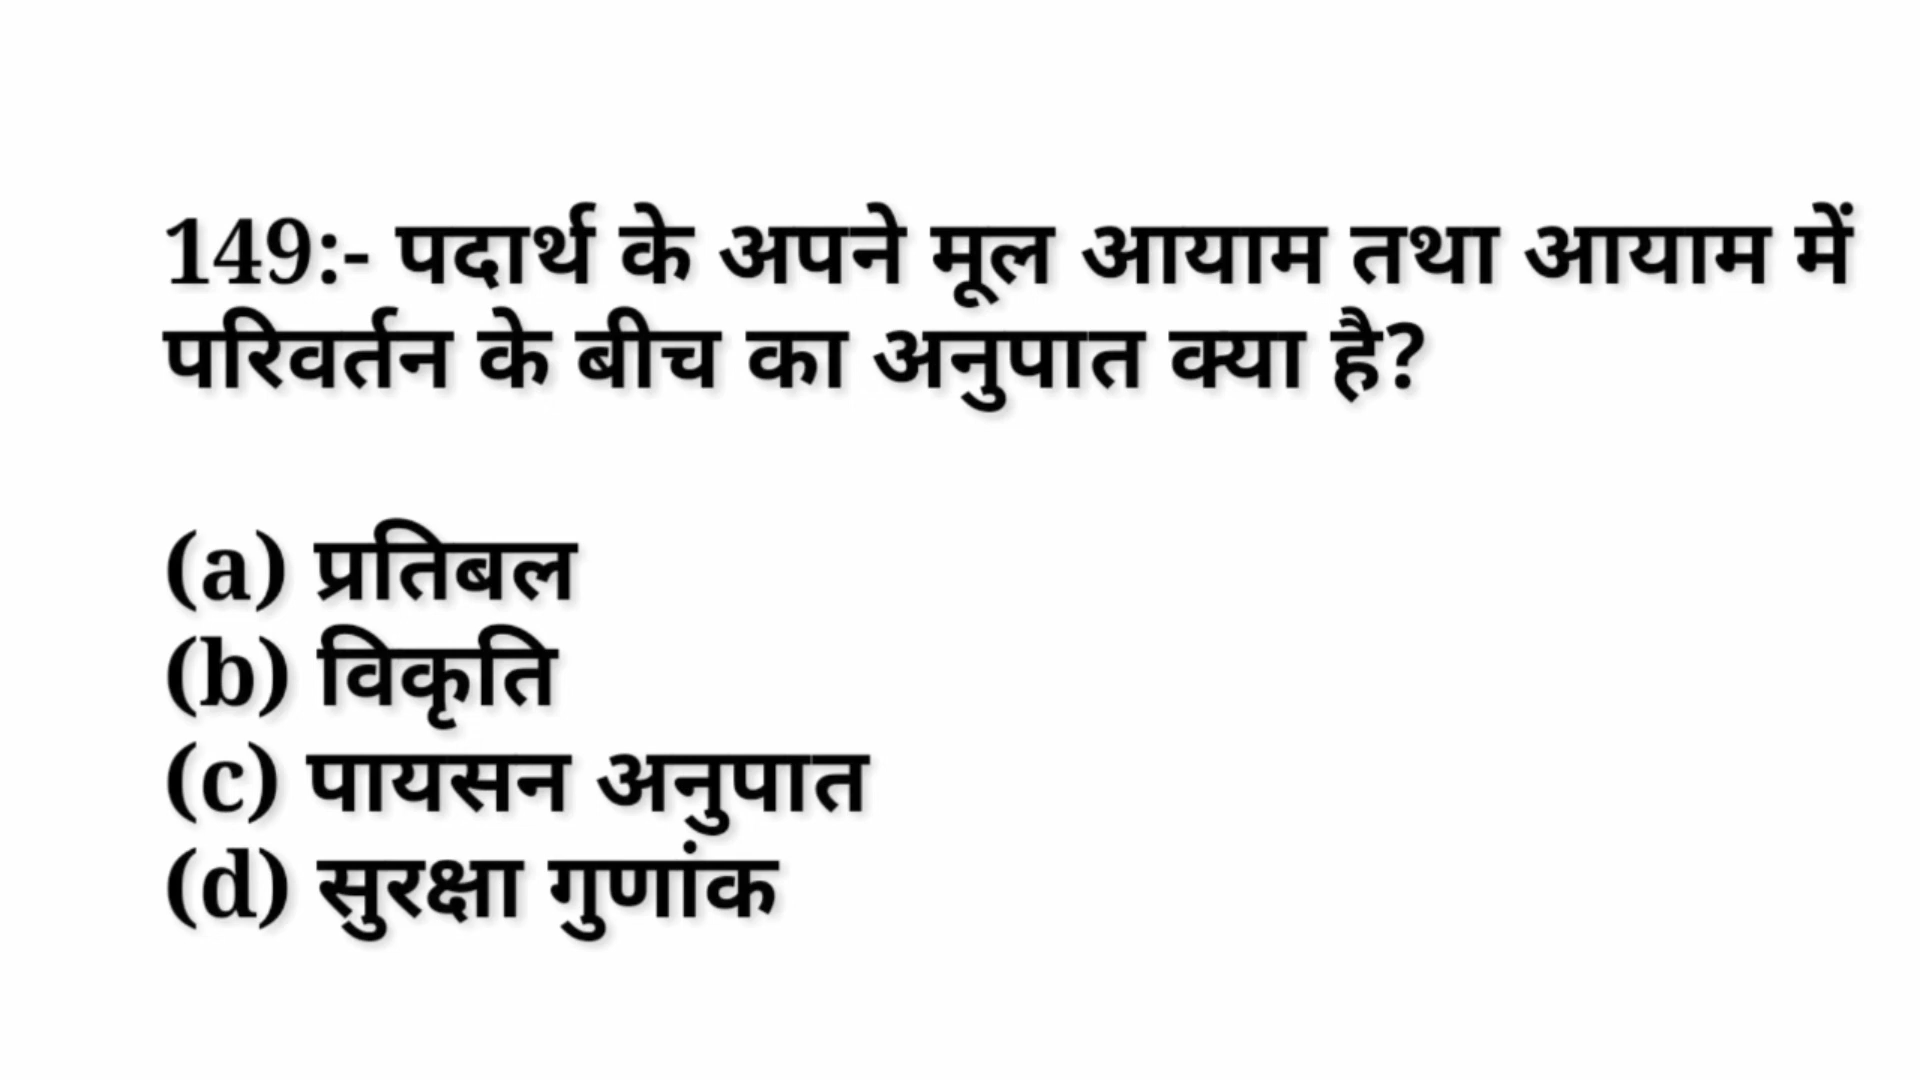 149:- पदार्थ के अपने मूल आयाम तथा आयाम में
परिवर्तन के बीच का अनुपात क्या है?
(a) प्रतिबल
(b) विकृति
(c) पायसन अनुपात
(d) सुरक्षा गुणांक